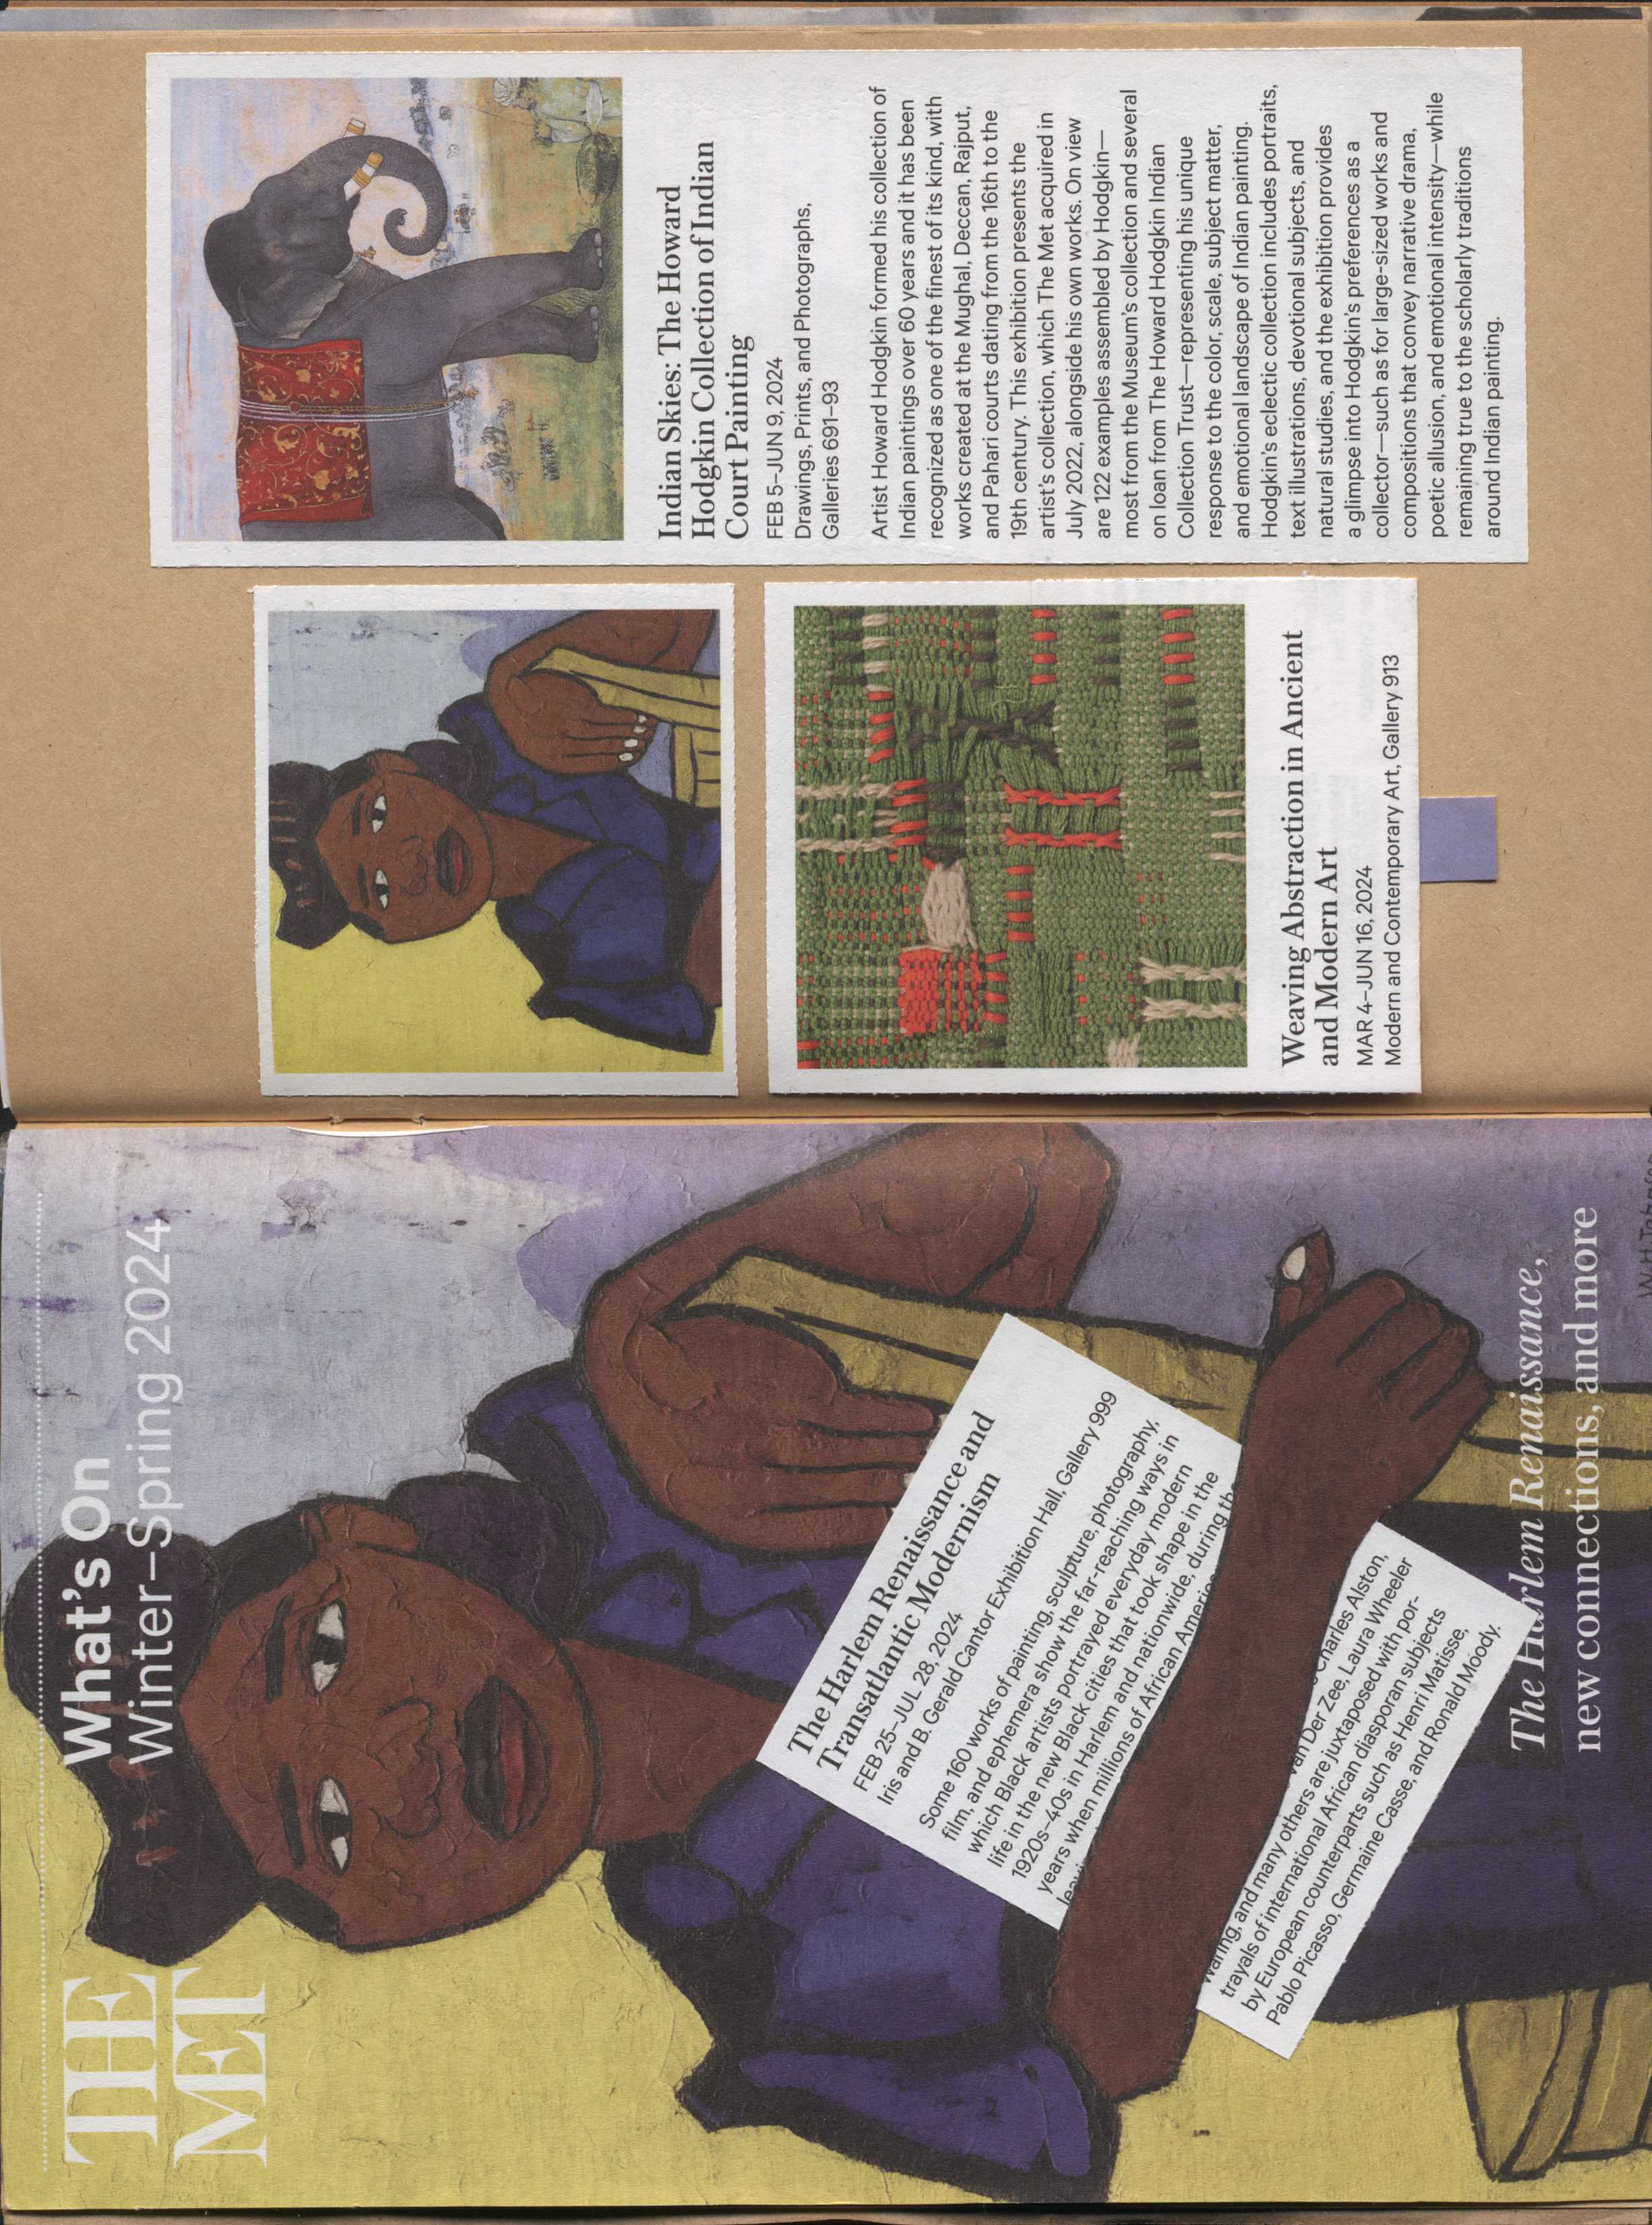 THE
MET
What's On
Winter–Spring 2024
The Harlem Renaissance and
Transatlantic Modernism
FEB 25–JUL 28, 2024
Iris and B. Gerald Cantor Exhibition Hall, Gallery 999
Some 160 works of painting, sculpture, photography,
film, and ephemera show the far-reaching ways in
which Black artists portrayed everyday modern
life in the new Black cities that took shape in the
1920s–40s in Harlem and nationwide, during the
years when millions of African
Charles Alston,
Van Der Zee, Laura Wheeler
Waring, and many others are juxtaposed with por-
trayals of international African diasporan subjects
by European counterparts such as Henri Matisse,
Pablo Picasso, Germaine Casse, and Ronald Moody.
The Harlem Renaissance,
new connections, and more
W.H. Johnson
Weaving Abstraction in Ancient
and Modern Art
MAR 4–JUN 16, 2024
Modern and Contemporary Art, Gallery 913
Indian Skies: The Howard
Hodgkin Collection of Indian
Court Painting
FEB 5–JUN 9, 2024
Drawings, Prints, and Photographs,
Galleries 691–93
Artist Howard Hodgkin formed his collection of
Indian paintings over 60 years and it has been
recognized as one of the finest of its kind, with
works created at the Mughal, Deccan, Rajput,
and Pahari courts dating from the 16th to the
19th century. This exhibition presents the
artist's collection, which The Met acquired in
July 2022, alongside his own works. On view
are 122 examples assembled by Hodgkin—
most from the Museum's collection and several
on loan from The Howard Hodgkin Indian
Collection Trust—representing his unique
response to the color, scale, subject matter,
and emotional landscape of Indian painting.
Hodgkin's eclectic collection includes portraits,
text illustrations, devotional subjects, and
natural studies, and the exhibition provides
a glimpse into Hodgkin's preferences as a
collector—such as for large-sized works and
compositions that convey narrative drama,
poetic allusion, and emotional intensity—while
remaining true to the scholarly traditions
around Indian painting.